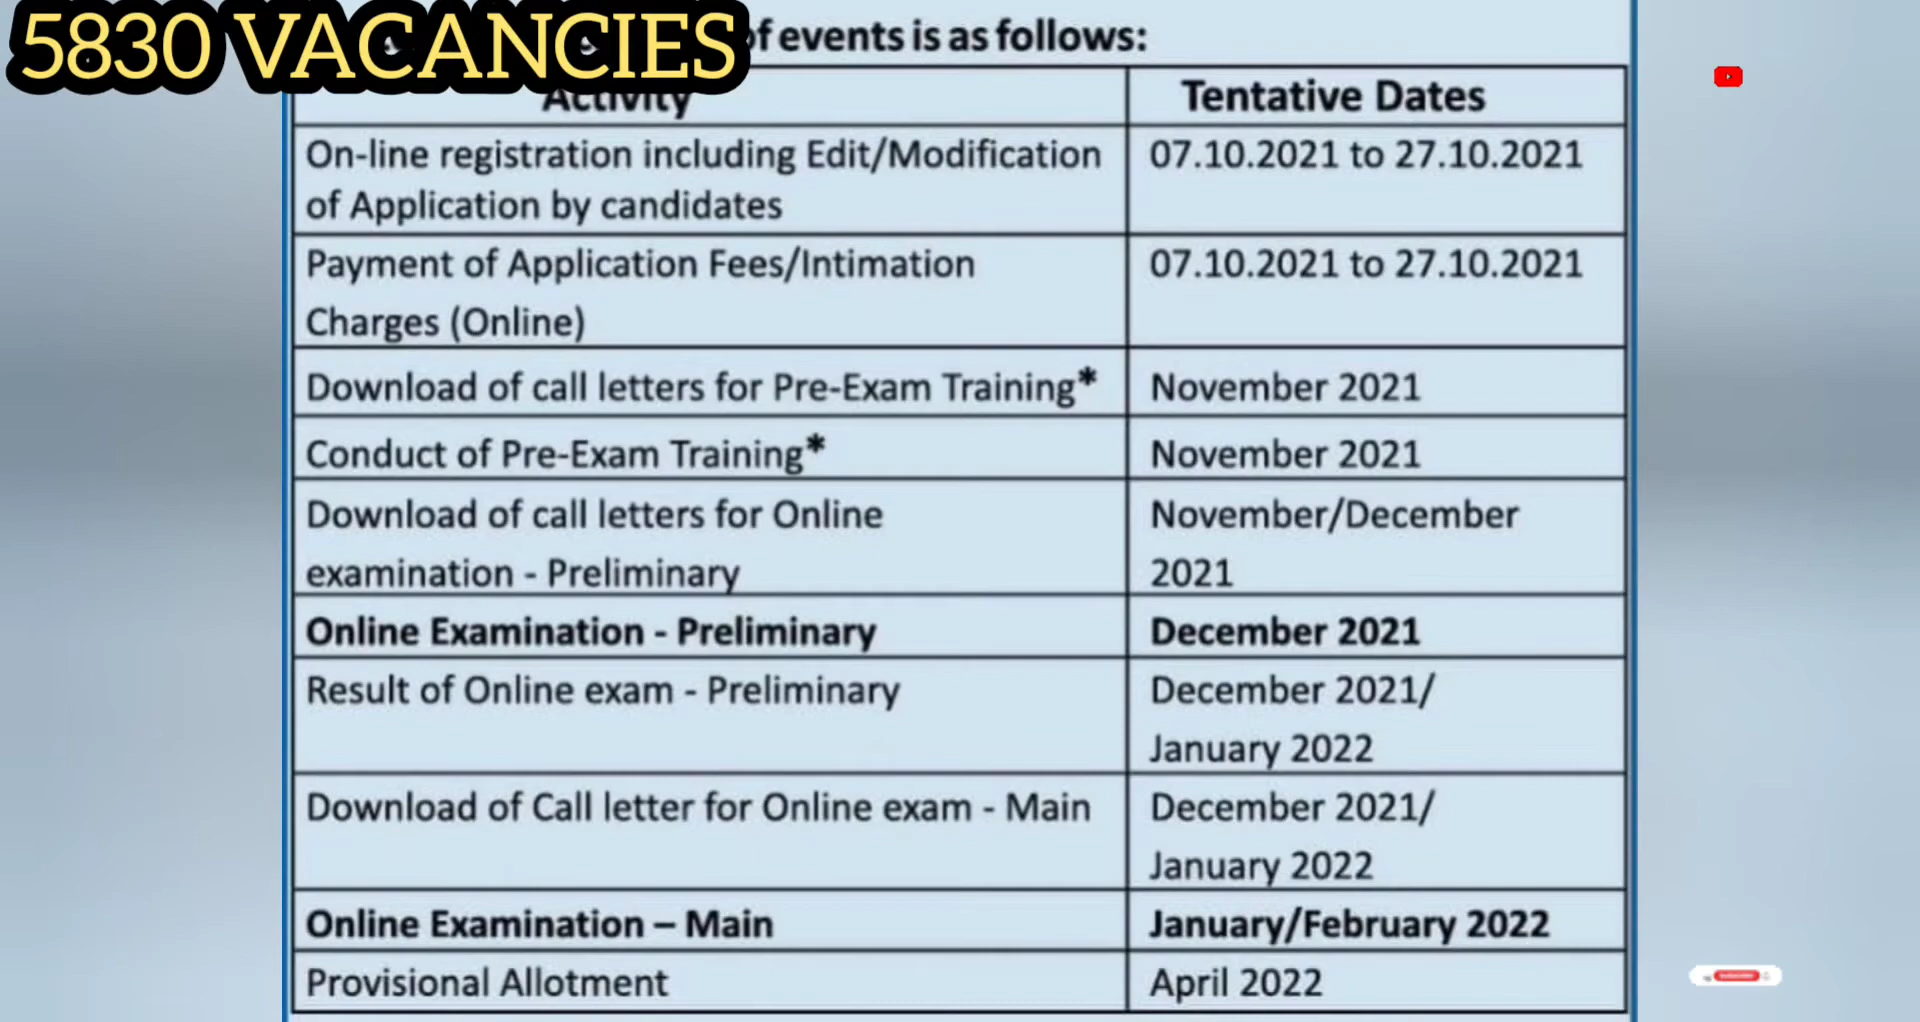 5830 VACANCIES
of events is as follows:
Activity
Tentative Dates
On-line registration including Edit/Modification
of Application by candidates
07.10.2021 to 27.10.2021
Payment of Application Fees/Intimation
Charges (Online)
07.10.2021 to 27.10.2021
Download of call letters for Pre-Exam Training*
November 2021
Conduct of Pre-Exam Training*
November 2021
Download of call letters for Online
examination - Preliminary
November/December
2021
Online Examination - Preliminary
December 2021
Result of Online exam - Preliminary
December 2021/
January 2022
Download of Call letter for Online exam - Main
December 2021/
January 2022
Online Examination – Main
January/February 2022
Provisional Allotment
April 2022